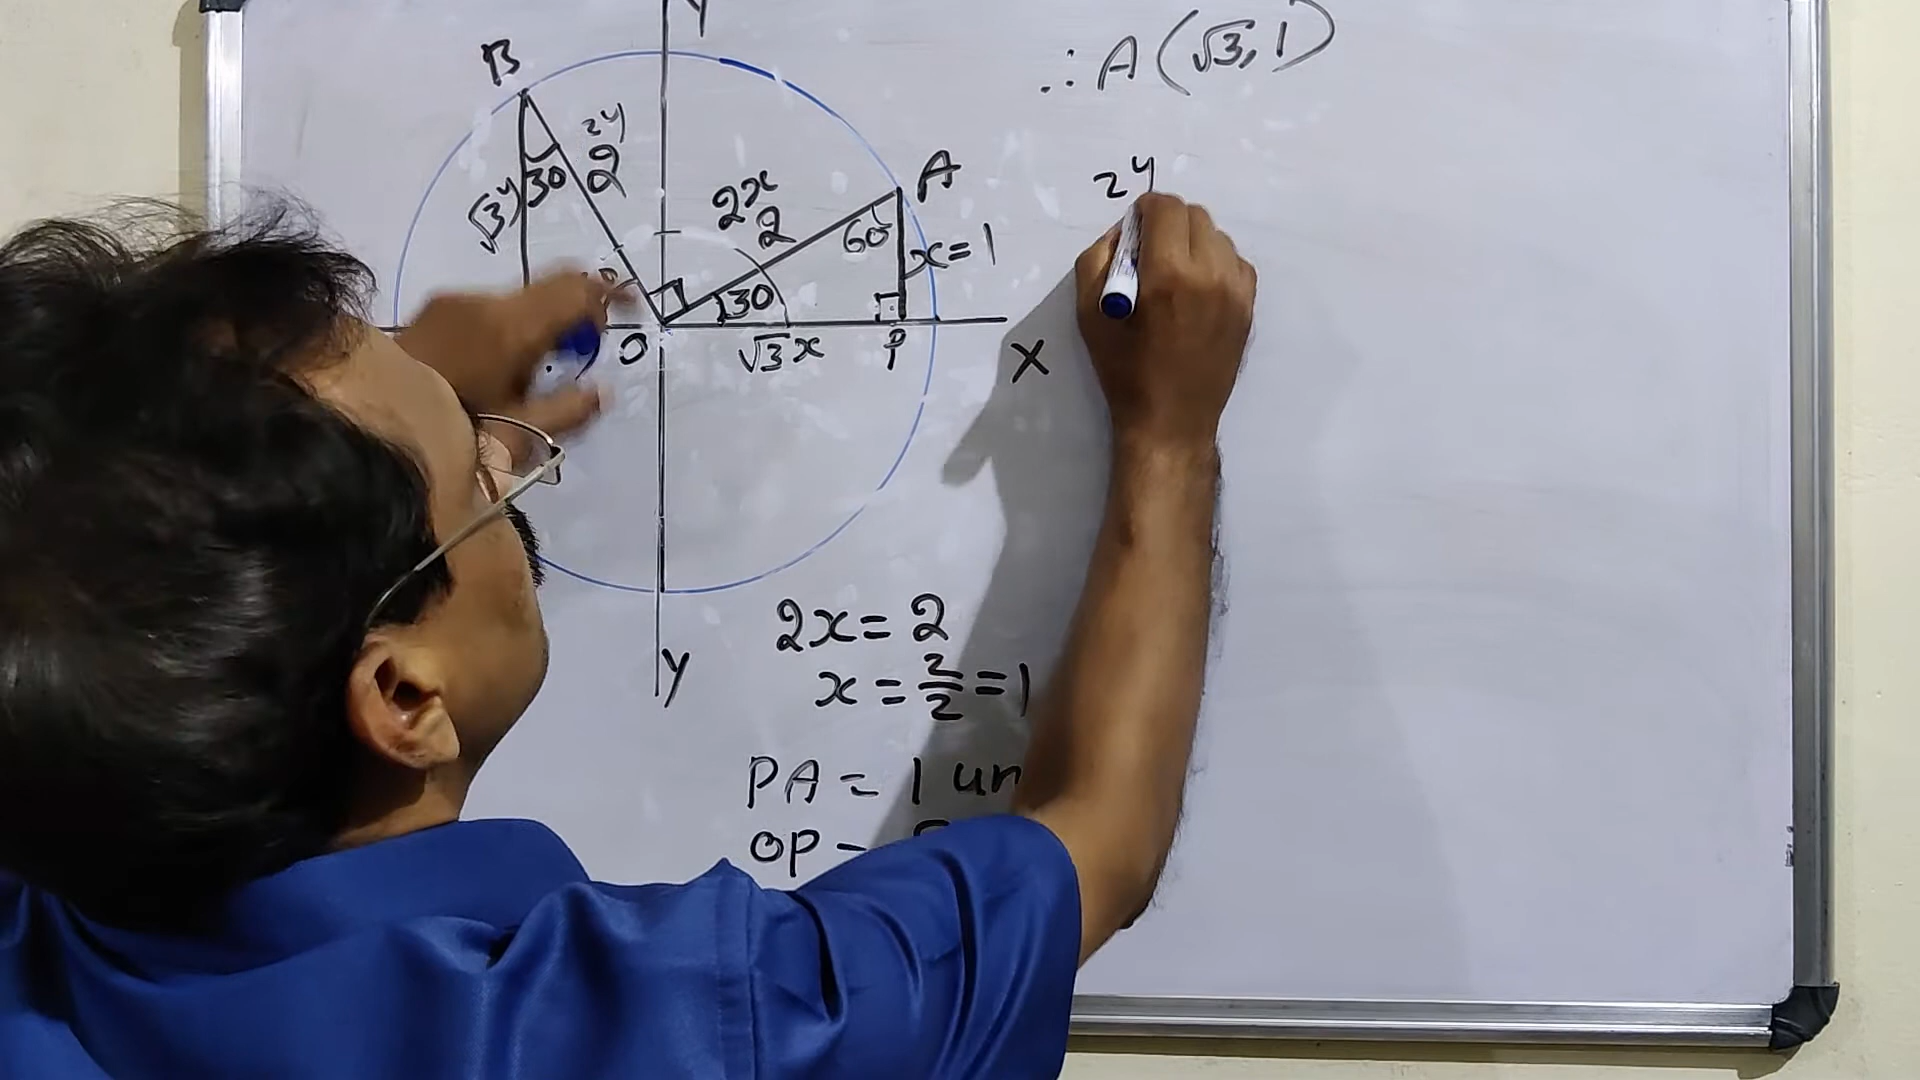 Y
B
∴ A (√3, 1)
2y
2
√3y
30
2x
2
A
60°
x = 1
2y
30
O
√3 x
P
X
2x = 2
x = 2/2 = 1
Y
PA = 1 un
OP =